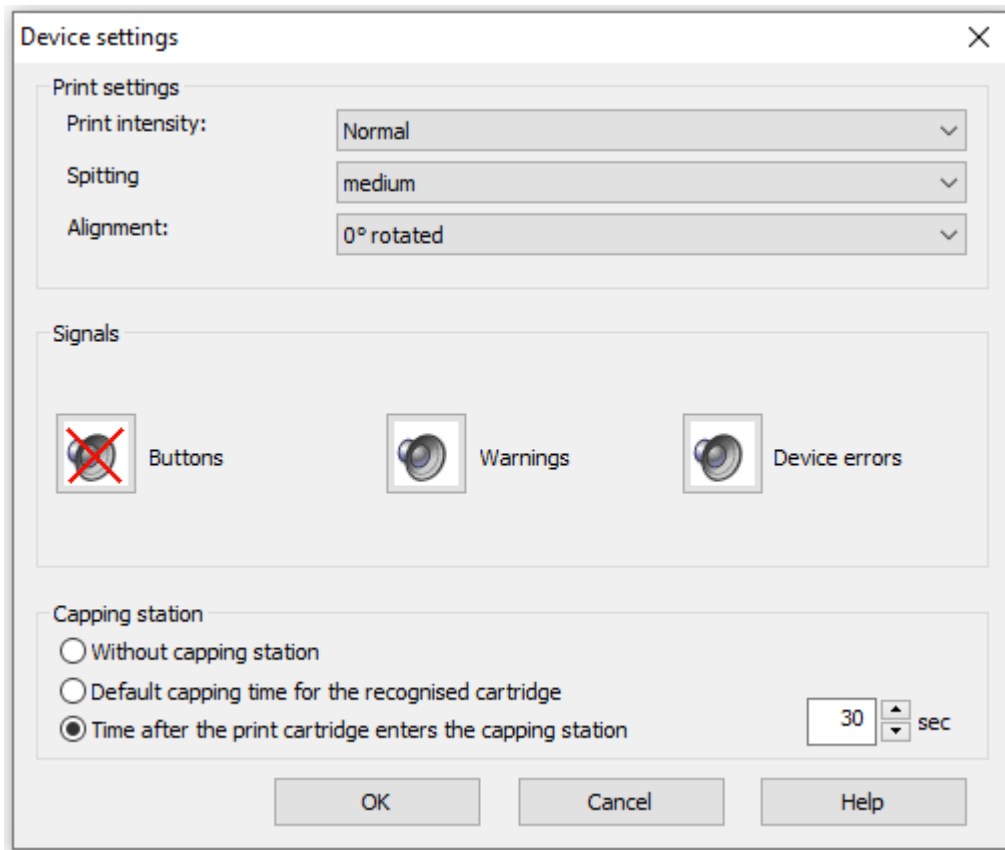 Device settings
Print settings
Print intensity: Normal
Spitting medium
Alignment: 0° rotated
Signals
Buttons Warnings Device errors
Capping station
Without capping station
Default capping time for the recognised cartridge
Time after the print cartridge enters the capping station 30 sec
OK Cancel Help